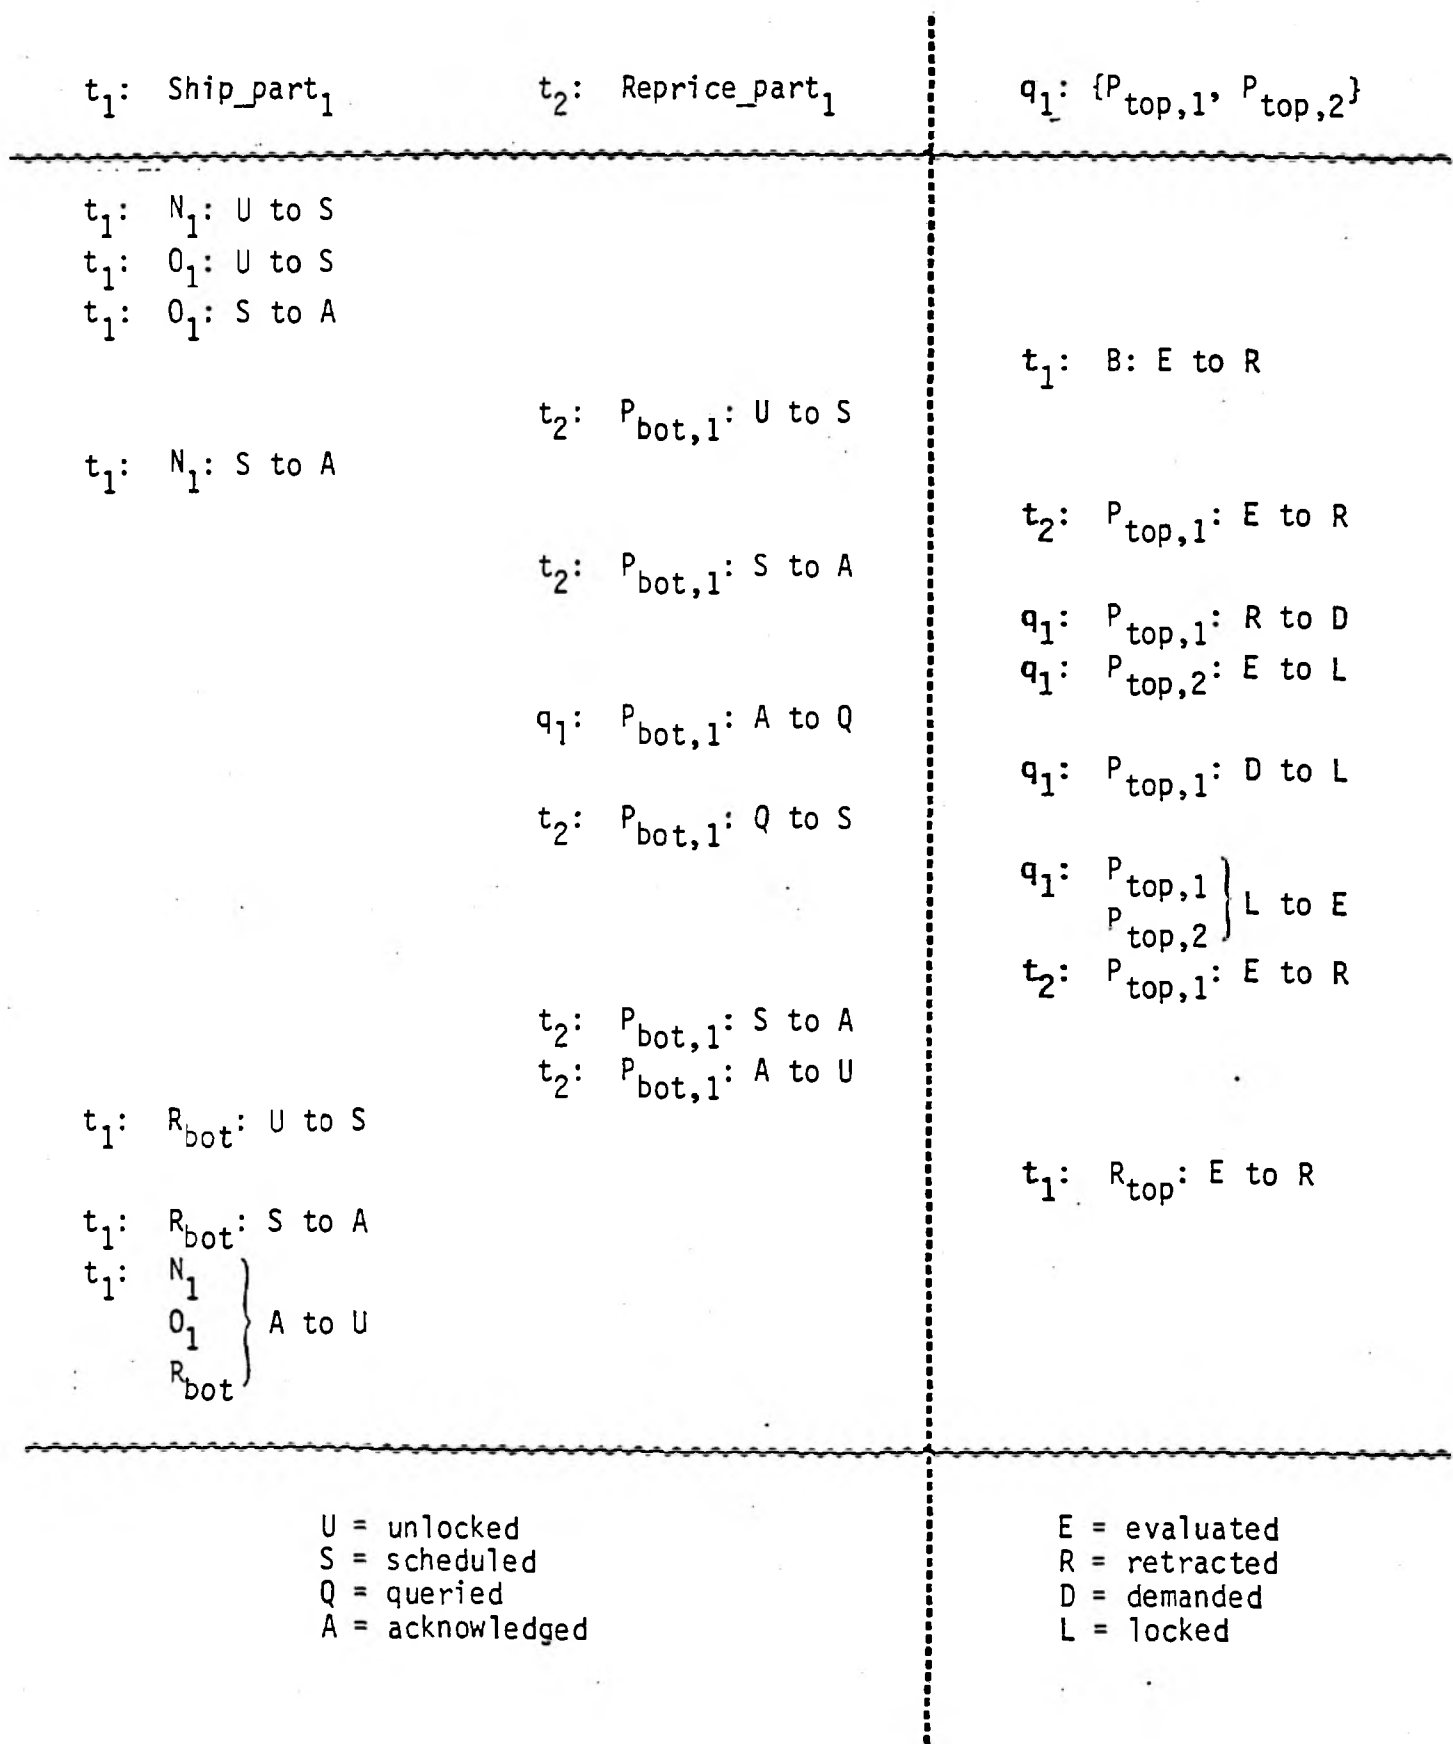 t1: Ship_part1 t2: Reprice_part1 q1: {Ptop,1, Ptop,2}
t1: N1: U to S
t1: O1: U to S
t1: O1: S to A
t1: B: E to R
t2: Pbot,1: U to S
t1: N1: S to A
t2: Ptop,1: E to R
t2: Pbot,1: S to A
q1: Ptop,1: R to D
q1: Ptop,2: E to L
q1: Pbot,1: A to Q
q1: Ptop,1: D to L
t2: Pbot,1: Q to S
q1: Ptop,1
Ptop,2 } L to E
t2: Ptop,1: E to R
t2: Pbot,1: S to A
t2: Pbot,1: A to U
t1: Rbot: U to S
t1: Rtop: E to R
t1: Rbot: S to A
t1: N1
O1 } A to U
Rbot
U = unlocked E = evaluated
S = scheduled R = retracted
Q = queried D = demanded
A = acknowledged L = locked